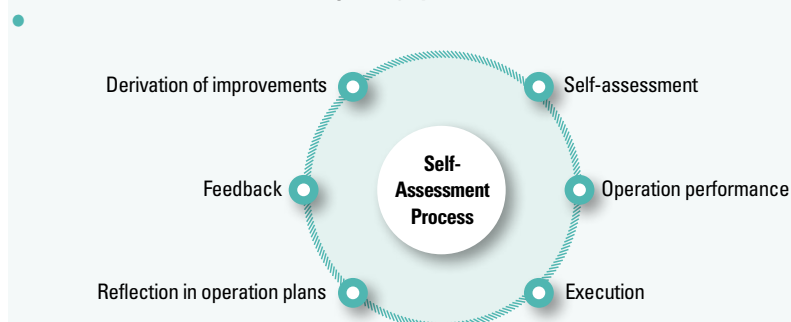 Derivation of improvements
Self-assessment
Self-
Assessment
Process
Feedback
Operation performance
Reflection in operation plans
Execution